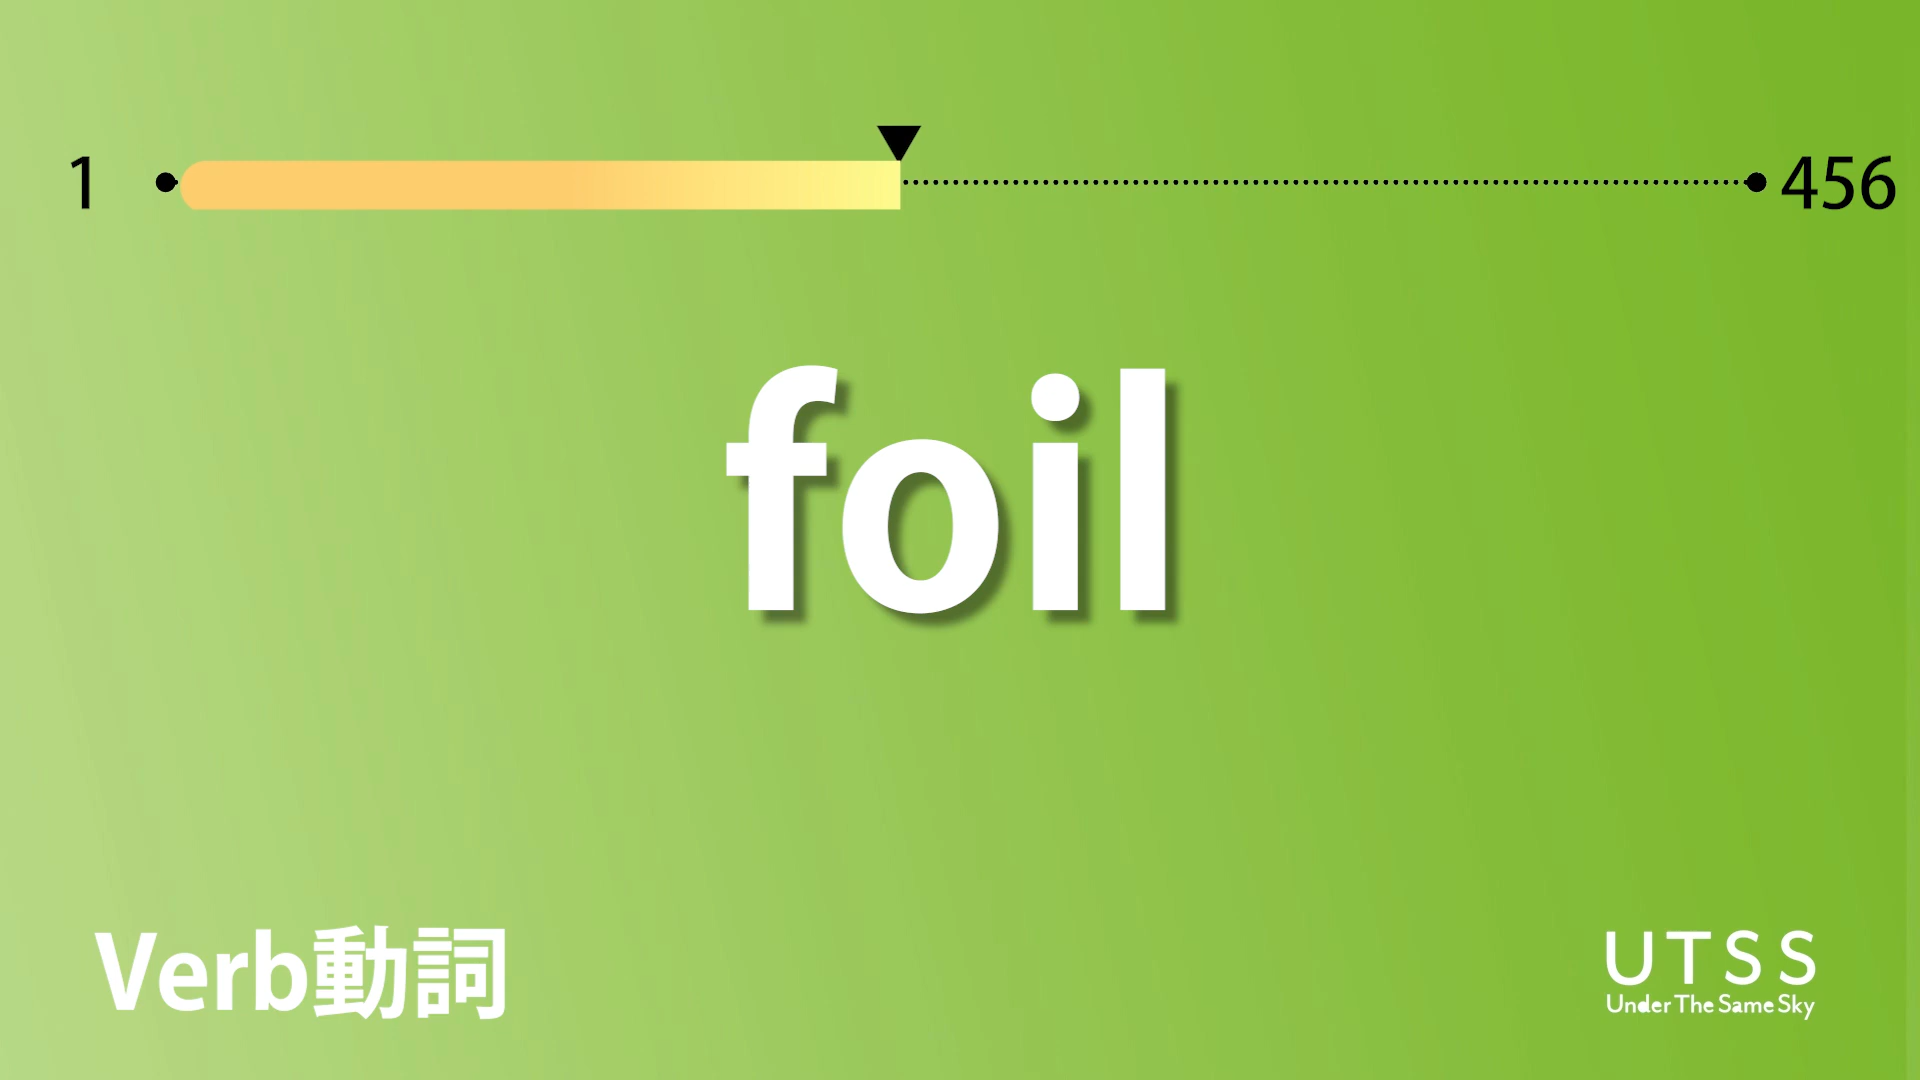 1
456
foil
Verb動詞
UTSS
Under The Same Sky